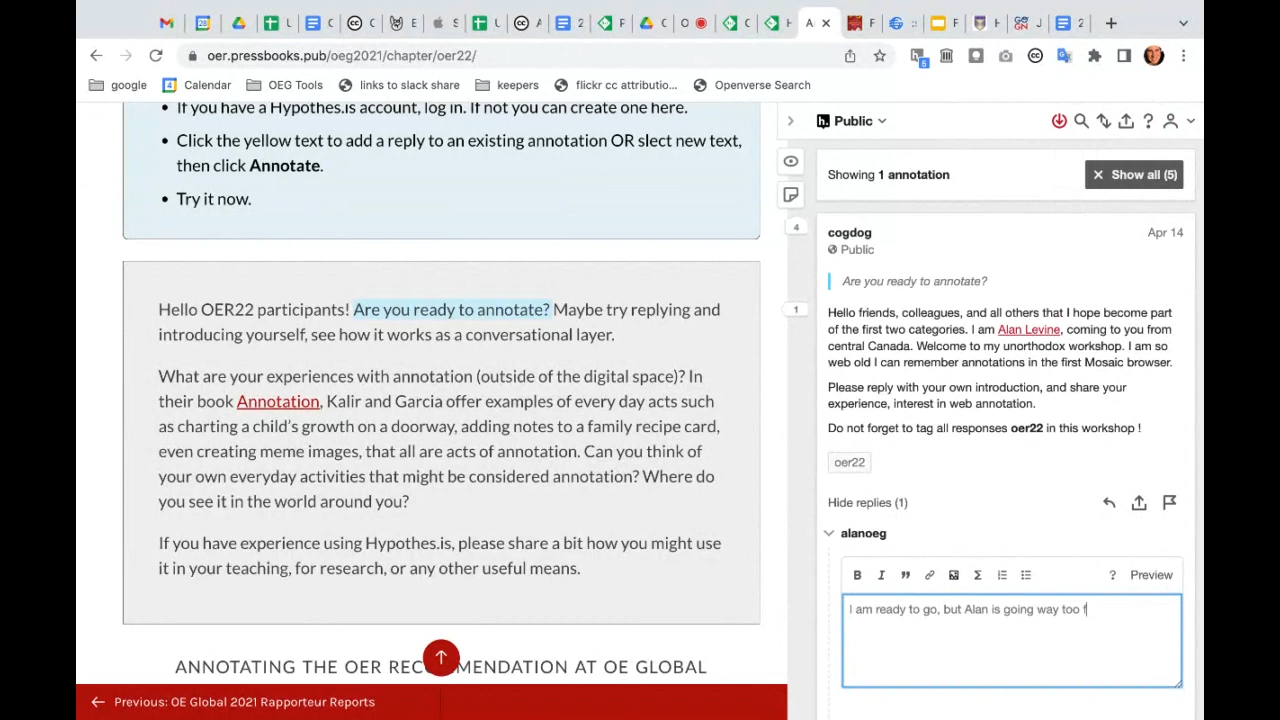 U
C
C
E
S
U
A
2
F
C
O
C
H
A
F
:
F
H
J
2
oer.pressbooks.pub/oeg2021/chapter/oer22/
5
google
4
Calendar
OEG Tools
links to slack share
keepers
flickr cc attributio...
Openverse Search
If you have a Hypothes.is account, log in. If not you can create one here.
Click the yellow text to add a reply to an existing annotation OR slect new text,
then click Annotate.
Try it now.
Hello OER22 participants! Are you ready to annotate? Maybe try replying and
introducing yourself, see how it works as a conversational layer.
What are your experiences with annotation (outside of the digital space)? In
their book Annotation, Kalir and Garcia offer examples of every day acts such
as charting a child's growth on a doorway, adding notes to a family recipe card,
even creating meme images, that all are acts of annotation. Can you think of
your own everyday activities that might be considered annotation? Where do
you see it in the world around you?
If you have experience using Hypothes.is, please share a bit how you might use
it in your teaching, for research, or any other useful means.
ANNOTATING THE OER REC MENDATION AT OE GLOBAL
Previous: OE Global 2021 Rapporteur Reports
h. Public
Showing 1 annotation
Show all (5)
4
1
cogdog
Apr 14
Public
Are you ready to annotate?
Hello friends, colleagues, and all others that I hope become part
of the first two categories. I am Alan Levine, coming to you from
central Canada. Welcome to my unorthodox workshop. I am so
web old I can remember annotations in the first Mosaic browser.
Please reply with your own introduction, and share your
experience, interest in web annotation.
Do not forget to tag all responses oer22 in this workshop !
oer22
Hide replies (1)
alanoeg
B I ” Σ ? Preview
I am ready to go, but Alan is going way too f